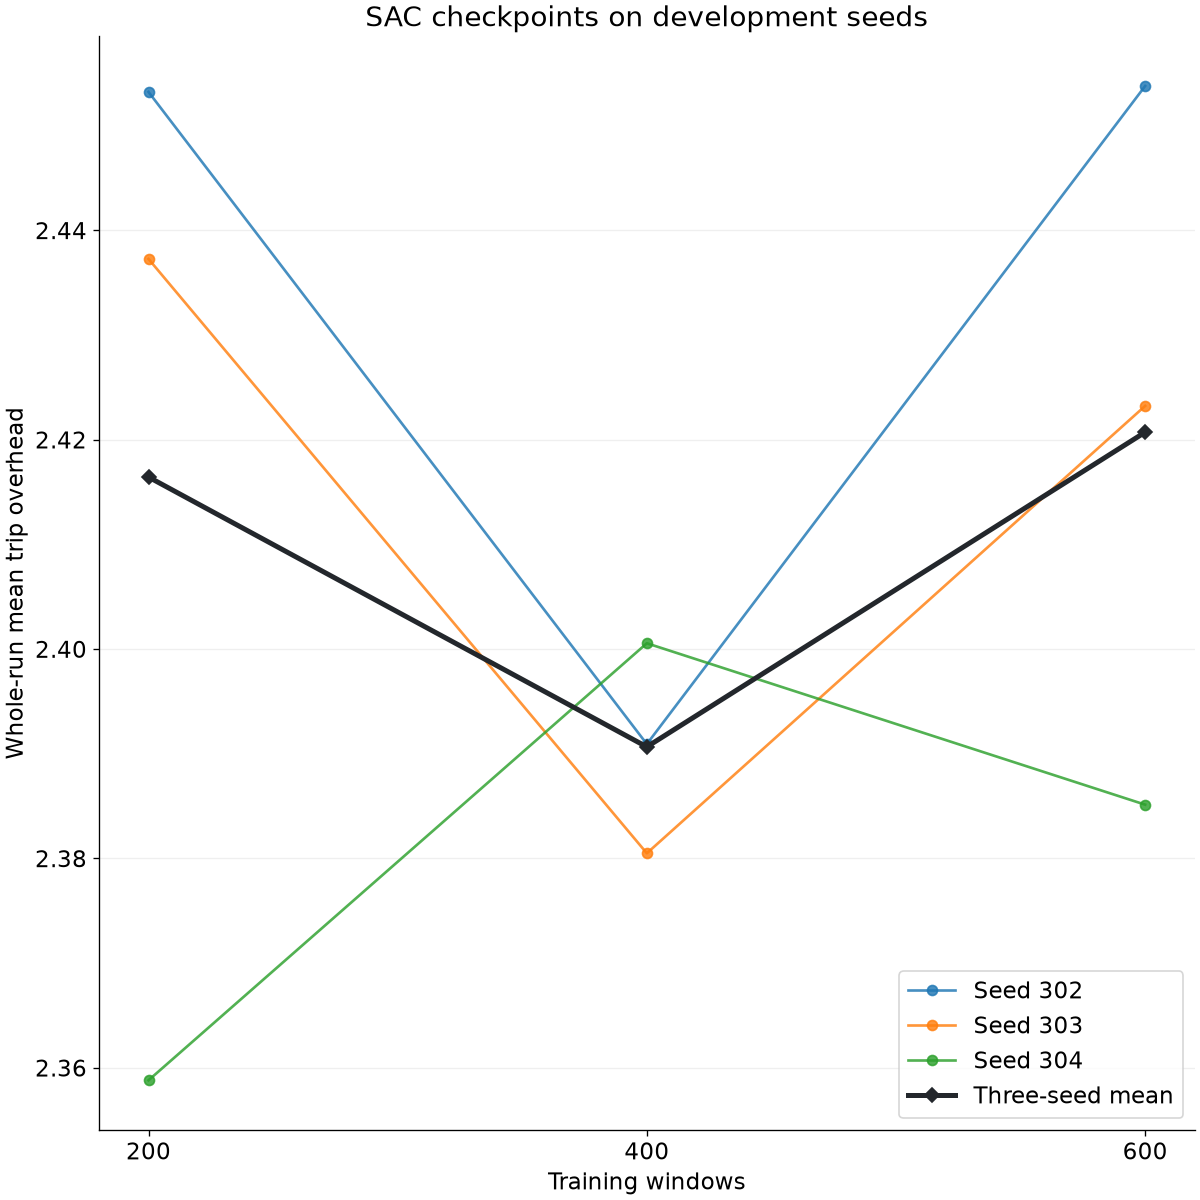 SAC checkpoints on development seeds
Whole-run mean trip overhead
2.44
2.42
2.40
2.38
2.36
200
400
600
Training windows
Seed 302
Seed 303
Seed 304
Three-seed mean